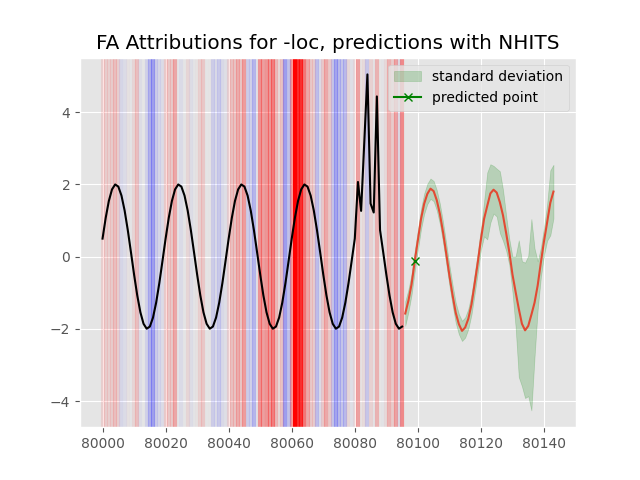 FA Attributions for -loc, predictions with NHITS
standard deviation
predicted point
4
2
0
−2
−4
80000 80020 80040 80060 80080 80100 80120 80140